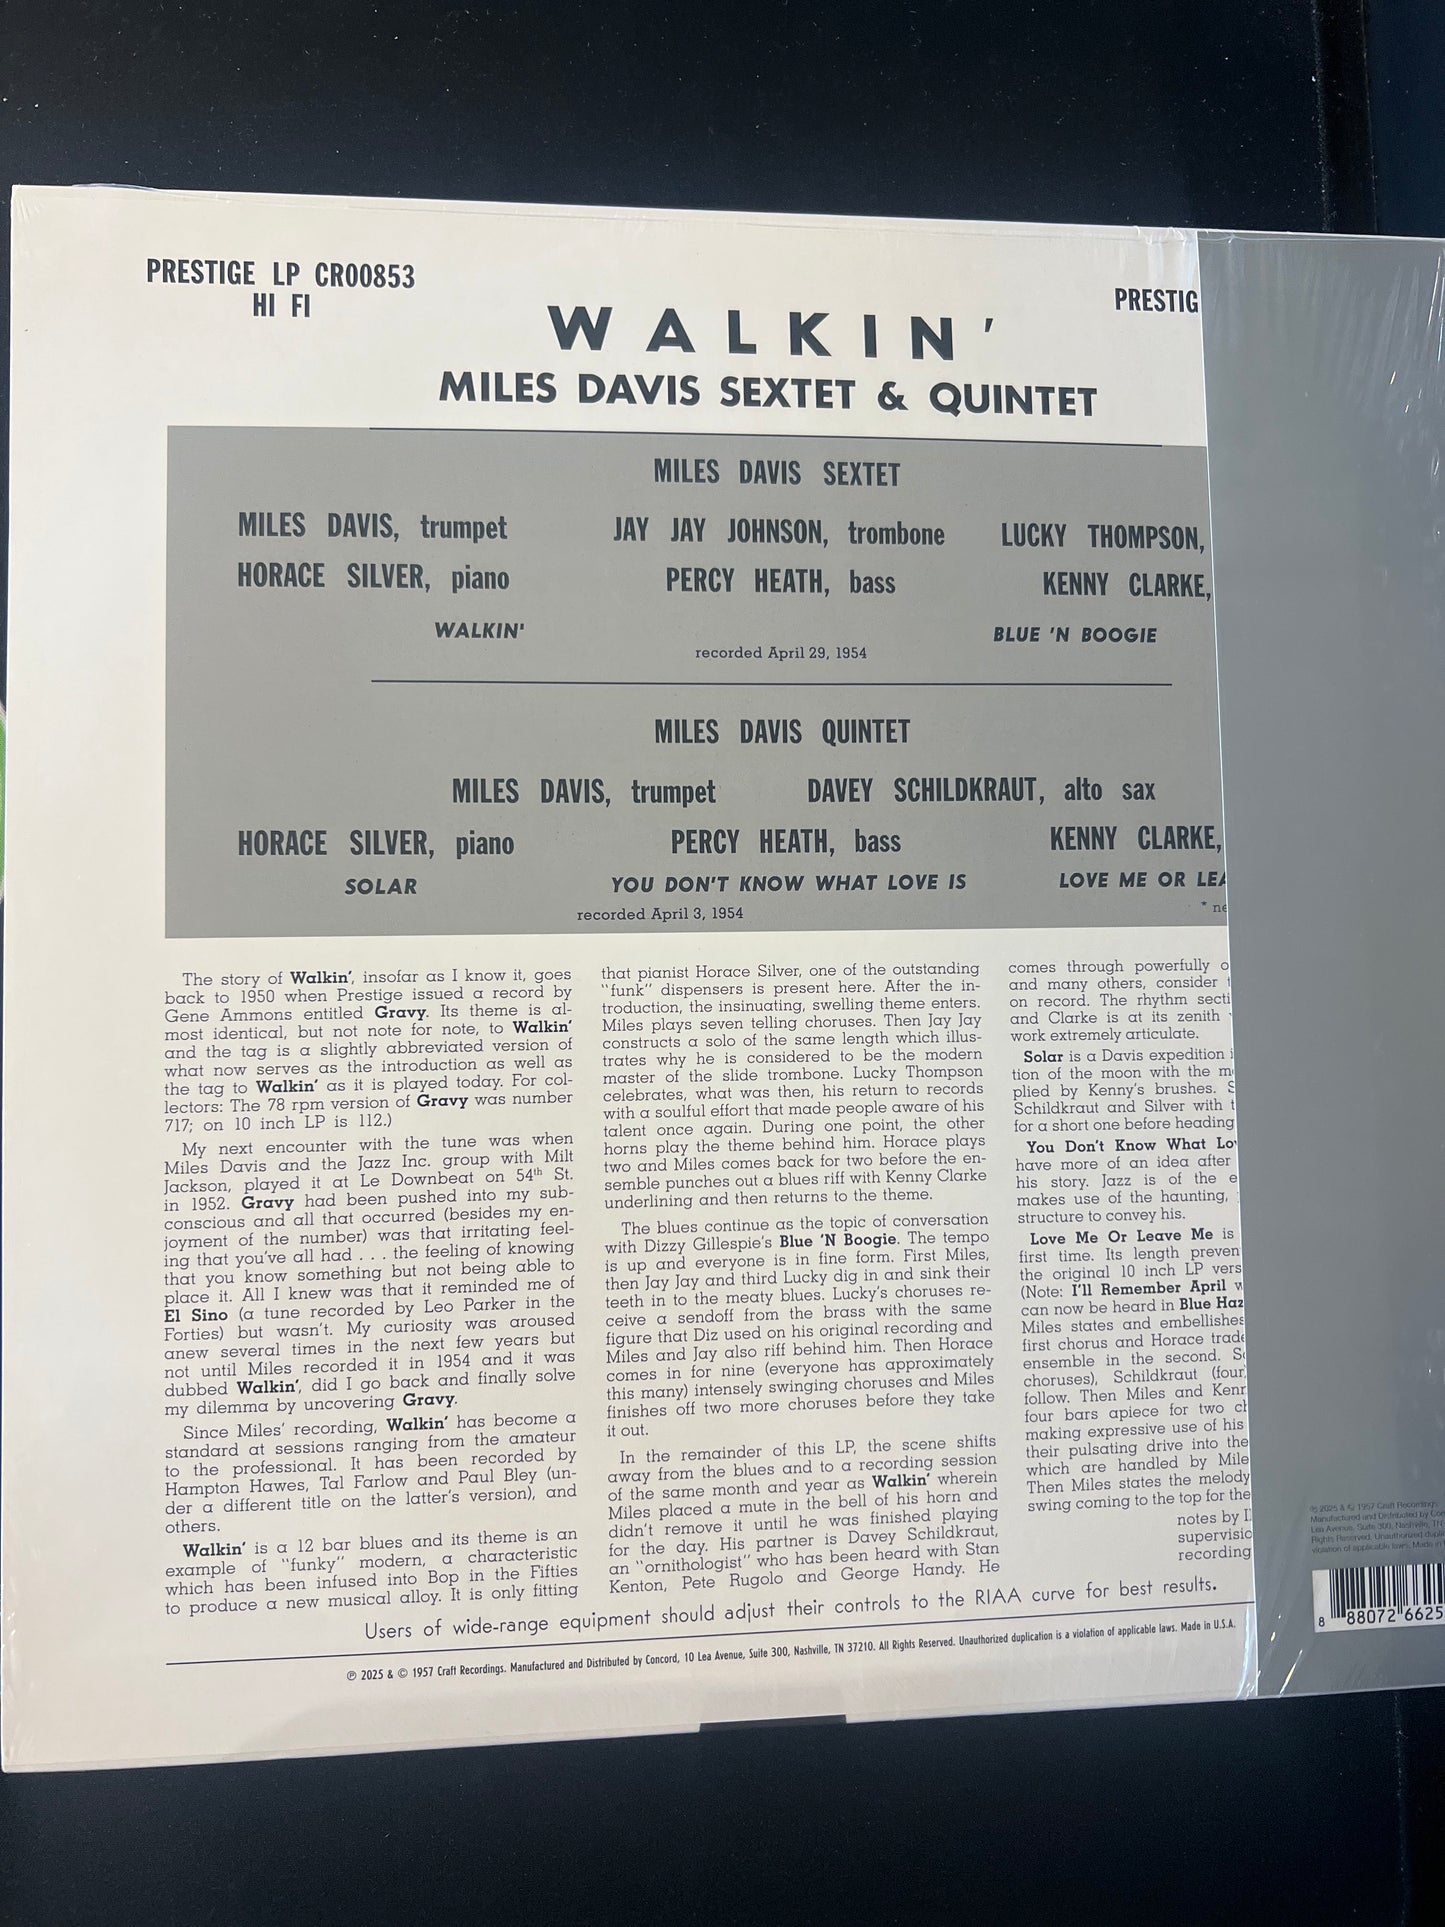 PRESTIGE LP CR00853
HI FI
PRESTIG
WALKIN'
MILES DAVIS SEXTET & QUINTET
MILES DAVIS SEXTET
MILES DAVIS, trumpet JAY JAY JOHNSON, trombone LUCKY THOMPSON,
HORACE SILVER, piano PERCY HEATH, bass KENNY CLARKE,
WALKIN' BLUE 'N BOOGIE
recorded April 29, 1954
MILES DAVIS QUINTET
MILES DAVIS, trumpet DAVEY SCHILDKRAUT, alto sax
HORACE SILVER, piano PERCY HEATH, bass KENNY CLARKE,
SOLAR YOU DON'T KNOW WHAT LOVE IS LOVE ME OR LEA
recorded April 3, 1954
* ne
The story of Walkin', insofar as I know it, goes
back to 1950 when Prestige issued a record by
Gene Ammons entitled Gravy. Its theme is al-
most identical, but not note for note, to Walkin'
and the tag is a slightly abbreviated version of
what now serves as the introduction as well as
the tag to Walkin' as it is played today. For col-
lectors: The 78 rpm version of Gravy was number
717; on 10 inch LP is 112.)
My next encounter with the tune was when
Miles Davis and the Jazz Inc. group with Milt
Jackson, played it at Le Downbeat on 54th St.
in 1952. Gravy had been pushed into my sub-
conscious and all that occurred (besides my en-
joyment of the number) was that irritating feel-
ing that you've all had . . . the feeling of knowing
that you know something but not being able to
place it. All I knew was that it reminded me of
El Sino (a tune recorded by Leo Parker in the
Forties) but wasn't. My curiosity was aroused
anew several times in the next few years but
not until Miles recorded it in 1954 and it was
dubbed Walkin', did I go back and finally solve
my dilemma by uncovering Gravy.
Since Miles' recording, Walkin' has become a
standard at sessions ranging from the amateur
to the professional. It has been recorded by
Hampton Hawes, Tal Farlow and Paul Bley (un-
der a different title on the latter's version), and
others.
Walkin' is a 12 bar blues and its theme is an
example of "funky" modern, a characteristic
which has been infused into Bop in the Fifties
to produce a new musical alloy. It is only fitting
that pianist Horace Silver, one of the outstanding
"funk" dispensers is present here. After the in-
troduction, the insinuating, swelling theme enters.
Miles plays seven telling choruses. Then Jay Jay
constructs a solo of the same length which illus-
trates why he is considered to be the modern
master of the slide trombone. Lucky Thompson
celebrates, what was then, his return to records
with a soulful effort that made people aware of his
talent once again. During one point, the other
horns play the theme behind him. Horace plays
two and Miles comes back for two before the en-
semble punches out a blues riff with Kenny Clarke
underlining and then returns to the theme.
The blues continue as the topic of conversation
with Dizzy Gillespie's Blue 'N Boogie. The tempo
is up and everyone is in fine form. First Miles,
then Jay Jay and third Lucky dig in and sink their
teeth in to the meaty blues. Lucky's choruses re-
ceive a sendoff from the brass with the same
figure that Diz used on his original recording and
Miles and Jay also riff behind him. Then Horace
comes in for nine (everyone has approximately
this many) intensely swinging choruses and Miles
finishes off two more choruses before they take
it out.
In the remainder of this LP, the scene shifts
away from the blues and to a recording session
of the same month and year as Walkin' wherein
Miles placed a mute in the bell of his horn and
didn't remove it until he was finished playing
for the day. His partner is Davey Schildkraut,
an "ornithologist" who has been heard with Stan
Kenton, Pete Rugolo and George Handy. He
comes through powerfully o
and many others, consider
on record. The rhythm secti
and Clarke is at its zenith
work extremely articulate.
Solar is a Davis expedition i
tion of the moon with the m
plied by Kenny's brushes. S
Schildkraut and Silver with t
for a short one before heading
You Don't Know What Lo
have more of an idea after
his story. Jazz is of the e
makes use of the haunting,
structure to convey his.
Love Me Or Leave Me is
first time. Its length preven
the original 10 inch LP vers
(Note: I'll Remember April w
can now be heard in Blue Haz
Miles states and embellishes
first chorus and Horace trade
ensemble in the second. S
choruses), Schildkraut (four,
follow. Then Miles and Kenn
four bars apiece for two ch
making expressive use of his
their pulsating drive into the
which are handled by Mile
Then Miles states the melody
swing coming to the top for the
notes by I
supervisio
recording
Users of wide-range equipment should adjust their controls to the RIAA curve for best results.
℗ 2025 & © 1957 Craft Recordings. Manufactured and Distributed by Concord, 10 Lea Avenue, Suite 300, Nashville, TN 37210. All Rights Reserved. Unauthorized duplication is a violation of applicable laws. Made in U.S.A.
℗ 2025 & © 1957 Craft Recordings.
Manufactured and Distributed by Con
Lea Avenue, Suite 300, Nashville, TN
Rights Reserved. Unauthorized dupli
violation of applicable laws. Made in
8 88072 6625